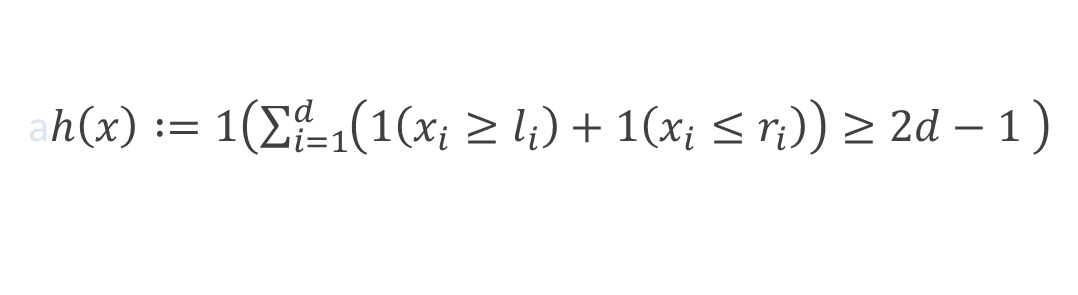 ah(x) := 1(∑_{i=1}^{d}(1(x_i ≥ l_i) + 1(x_i ≤ r_i)) ≥ 2d − 1 )